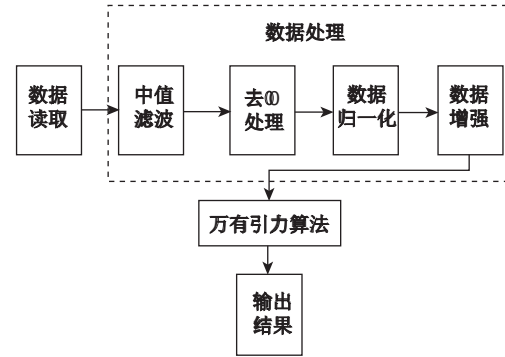 数据处理
数据
读取
中值
滤波
去00
处理
数据
归一化
数据
增强
万有引力算法
输出
结果